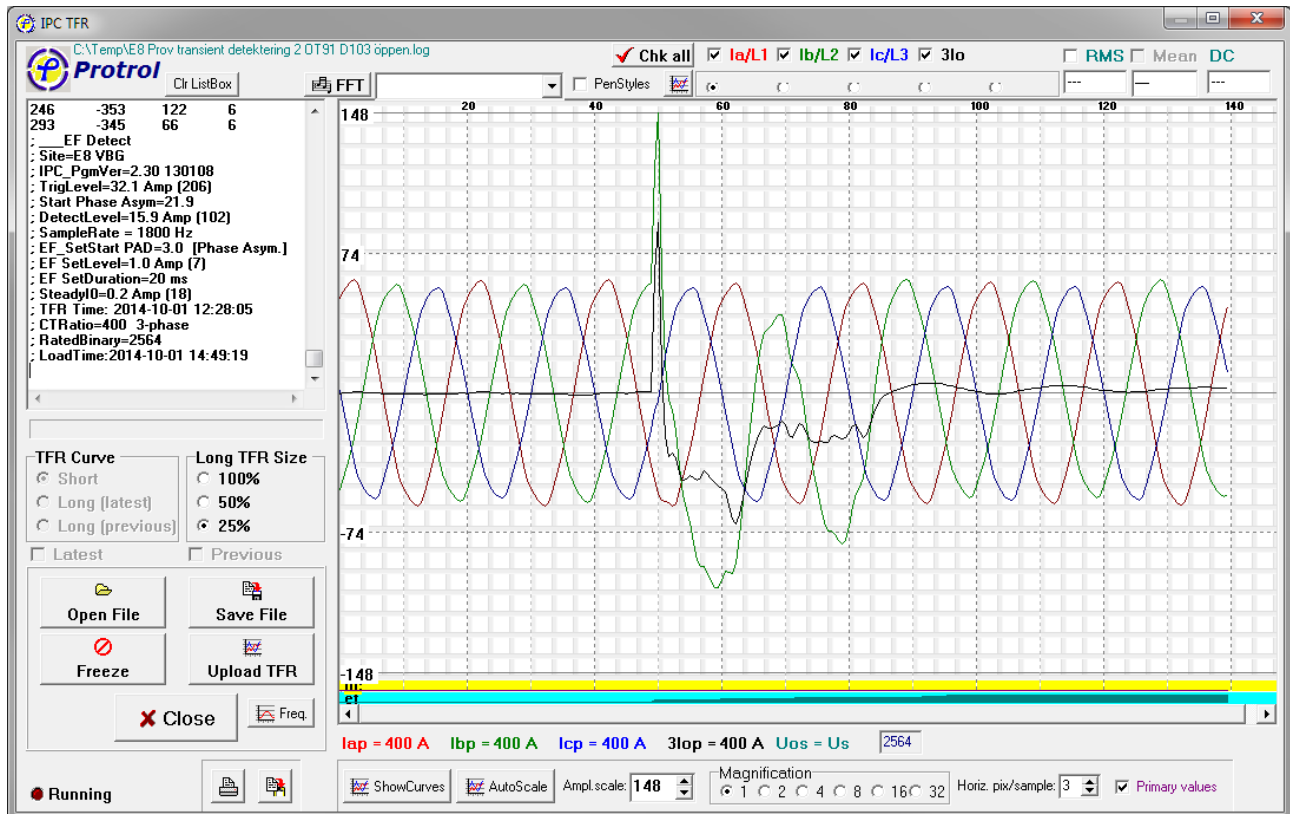 IPC TFR
C:\Temp\E8 Prov transient detektering 2 OT91 D103 öppen.log
Protrol
Clr ListBox
FFT
Chk all
Ia/L1
Ib/L2
Ic/L3
3Io
RMS
Mean
DC
PenStyles
---
—
---
246 -353 122 6
293 -345 66 6
; ___EF Detect
; Site=E8 VBG
; IPC_PgmVer=2.30 130108
; TrigLevel=32.1 Amp (206)
; Start Phase Asym=21.9
; DetectLevel=15.9 Amp (102)
; SampleRate = 1800 Hz
; EF_SetStart PAD=3.0 [Phase Asym.]
; EF SetLevel=1.0 Amp (7)
; EF SetDuration=20 ms
; SteadyI0=0.2 Amp (18)
; TFR Time: 2014-10-01 12:28:05
; CTRatio=400 3-phase
; RatedBinary=2564
; LoadTime:2014-10-01 14:49:19
20 40 60 80 100 120 140
148
74
-74
-148
et
TFR Curve
Short
Long (latest)
Long (previous)
Long TFR Size
100%
50%
25%
Latest
Previous
Open File
Save File
Freeze
Upload TFR
Close
Freq.
Running
Iap = 400 A Ibp = 400 A Icp = 400 A 3Iop = 400 A Uos = Us 2564
ShowCurves
AutoScale
Ampl.scale: 148
Magnification
1 2 4 8 16 32
Horiz. pix/sample: 3
Primary values